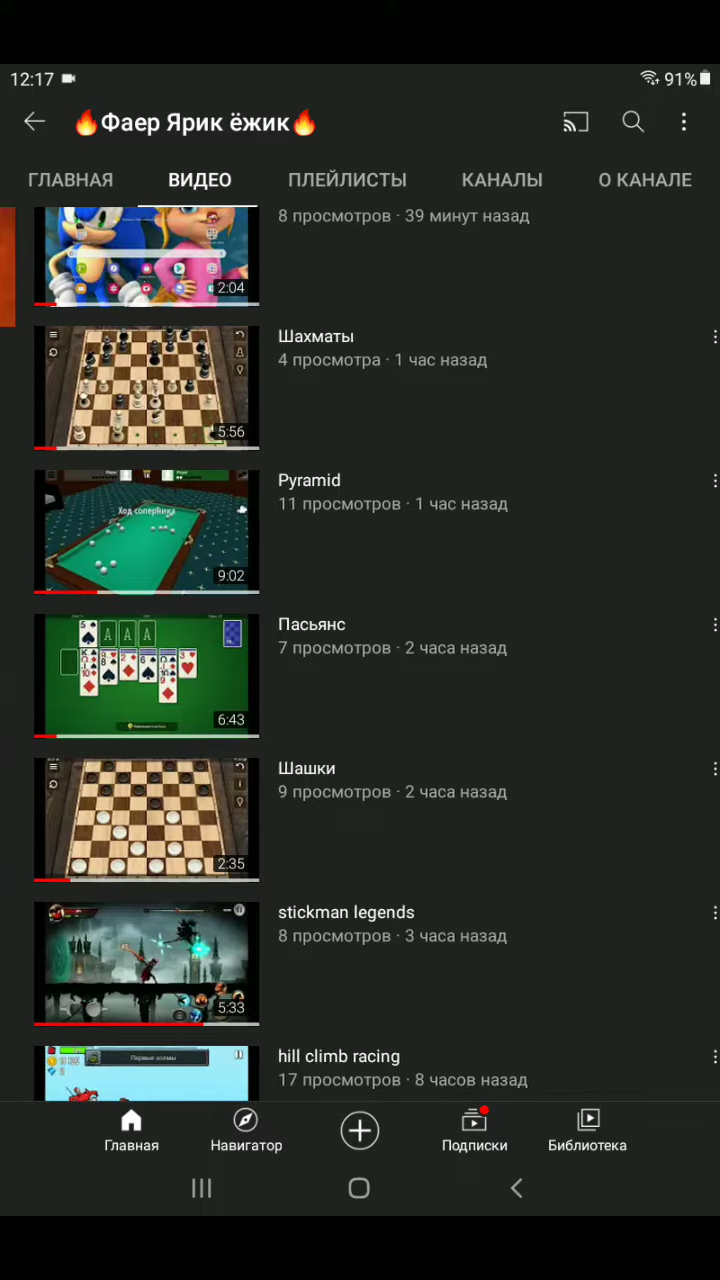 12:17
91%
🔥Фаер Ярик ёжик🔥
ГЛАВНАЯ
ВИДЕО
ПЛЕЙЛИСТЫ
КАНАЛЫ
О КАНАЛЕ
8 просмотров · 39 минут назад
2:04
Шахматы
4 просмотра · 1 час назад
5:56
Pyramid
11 просмотров · 1 час назад
Ход соперника
9:02
Пасьянс
7 просмотров · 2 часа назад
6:43
Шашки
9 просмотров · 2 часа назад
2:35
stickman legends
8 просмотров · 3 часа назад
5:33
hill climb racing
17 просмотров · 8 часов назад
Первые холмы
Главная
Навигатор
Подписки
Библиотека